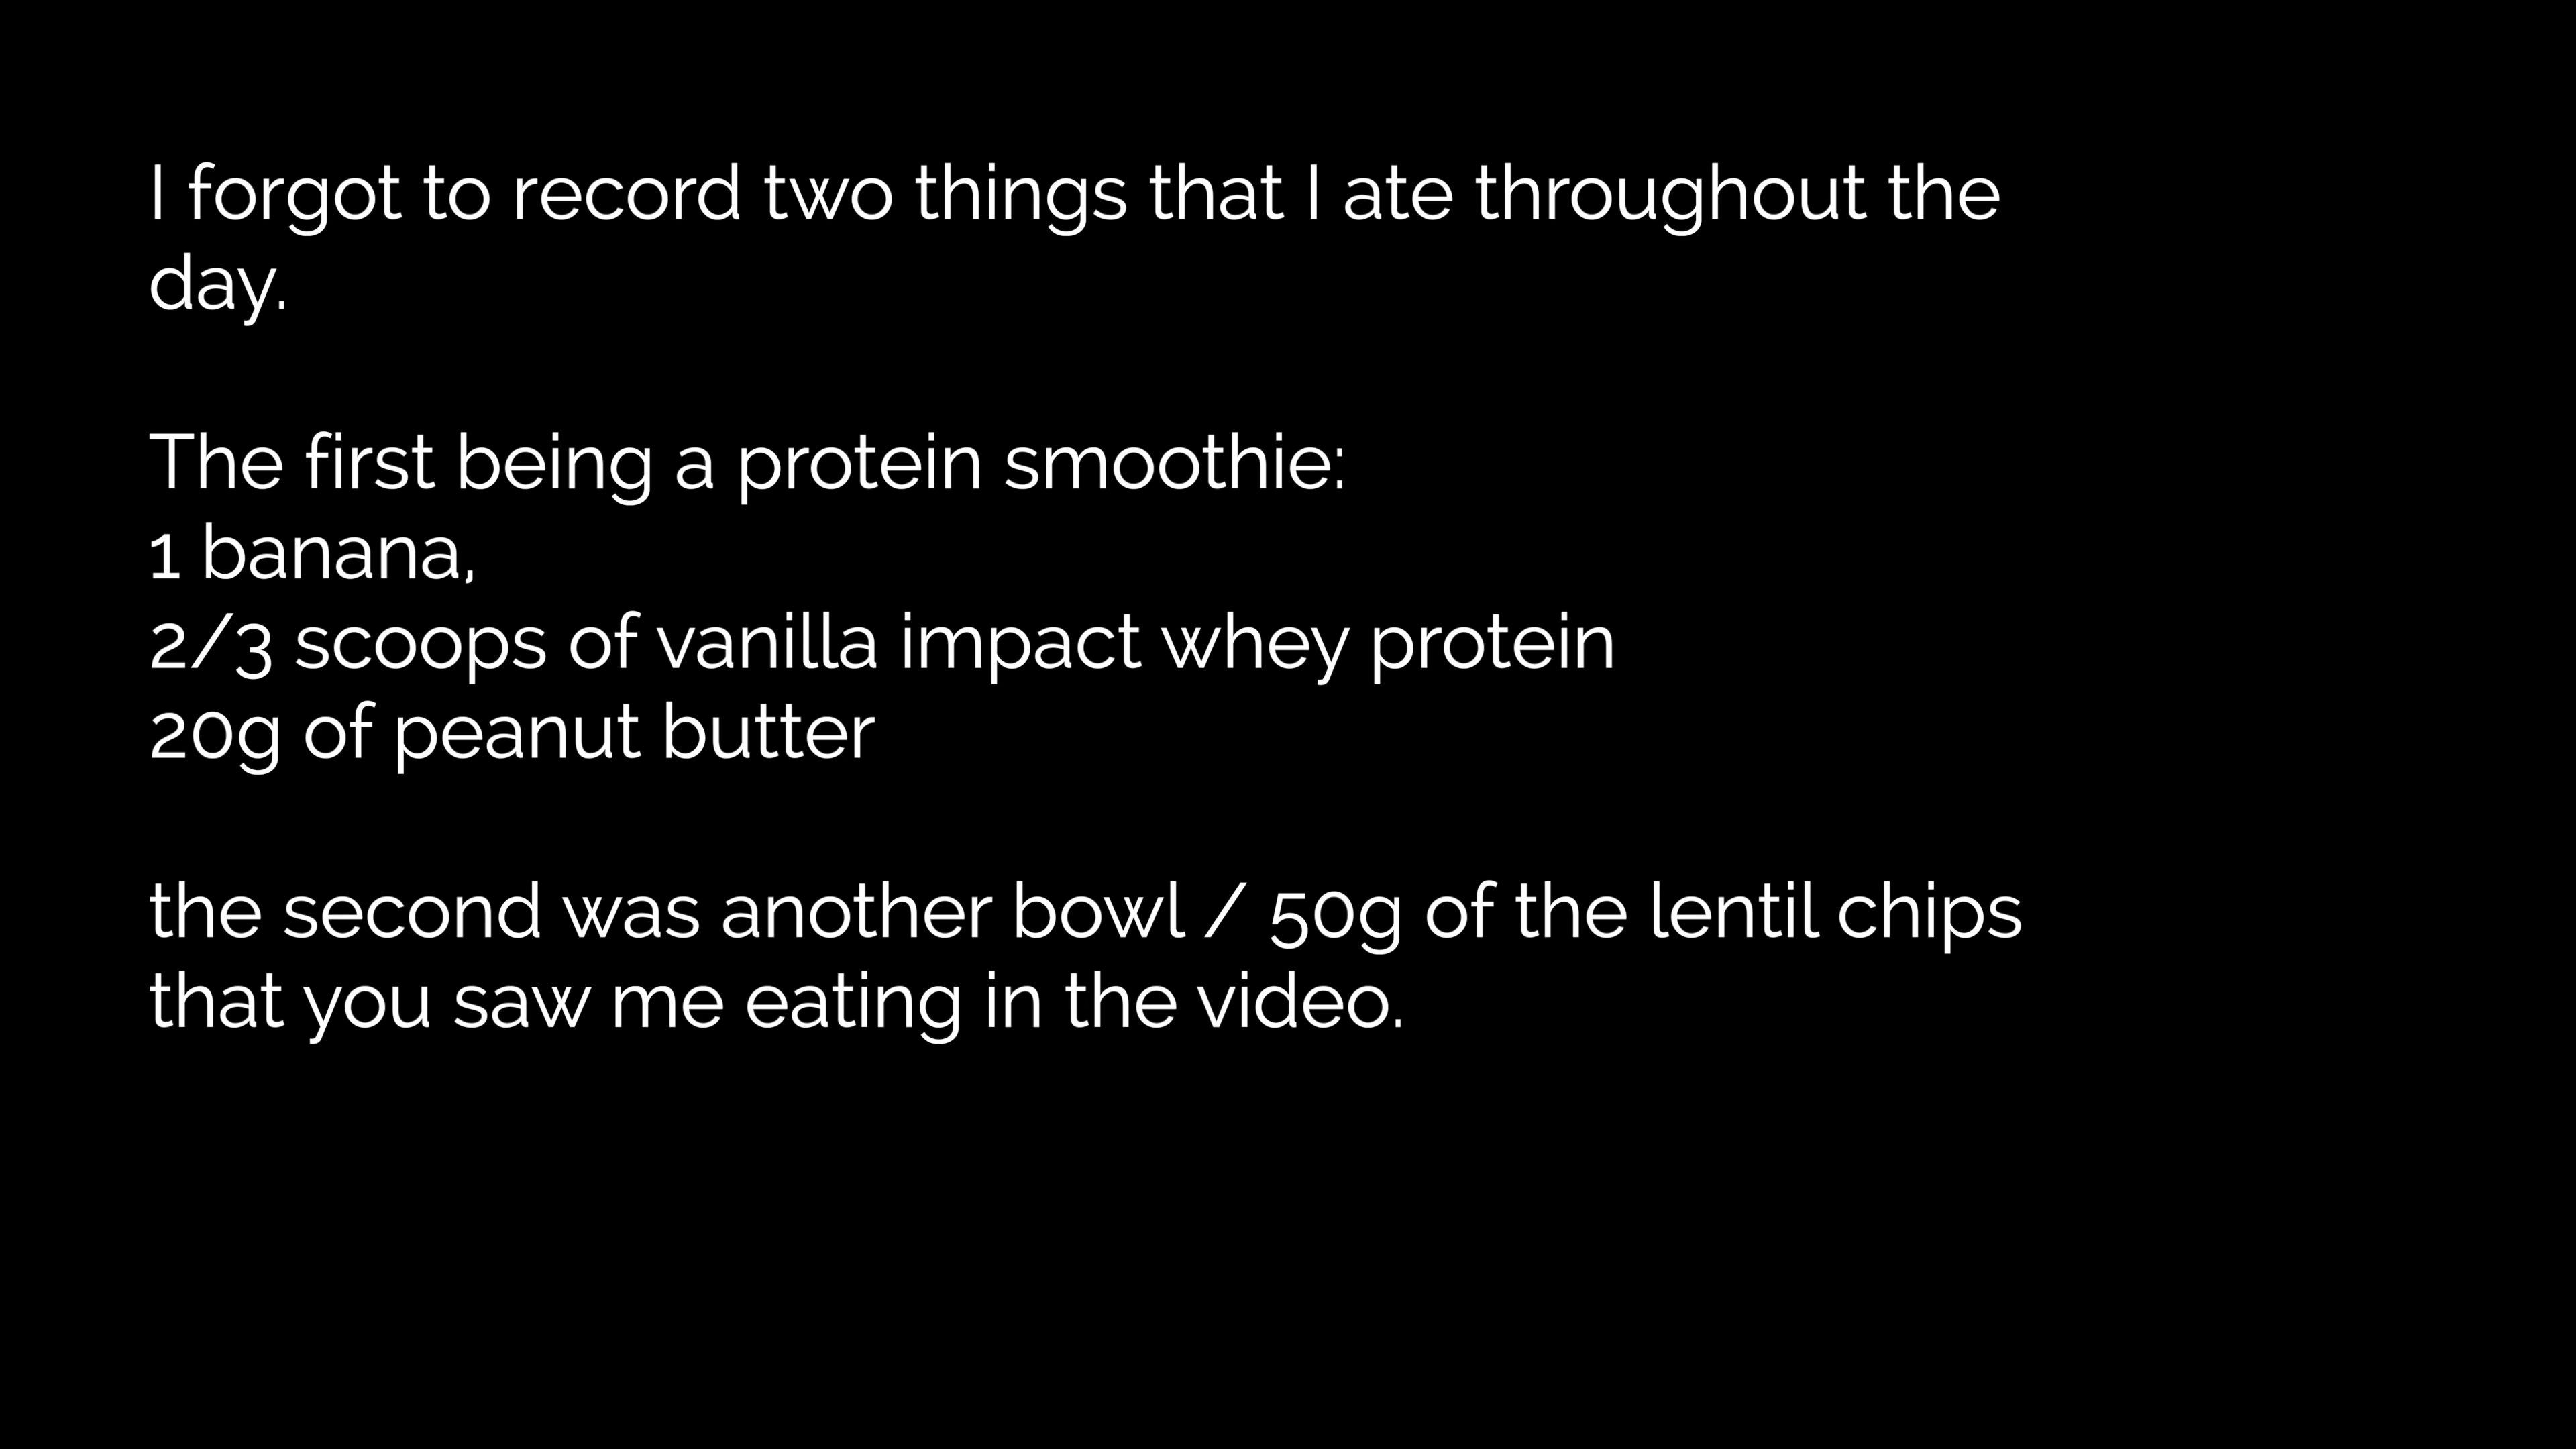 I forgot to record two things that I ate throughout the
day.
The first being a protein smoothie:
1 banana,
2/3 scoops of vanilla impact whey protein
20g of peanut butter
the second was another bowl / 50g of the lentil chips
that you saw me eating in the video.